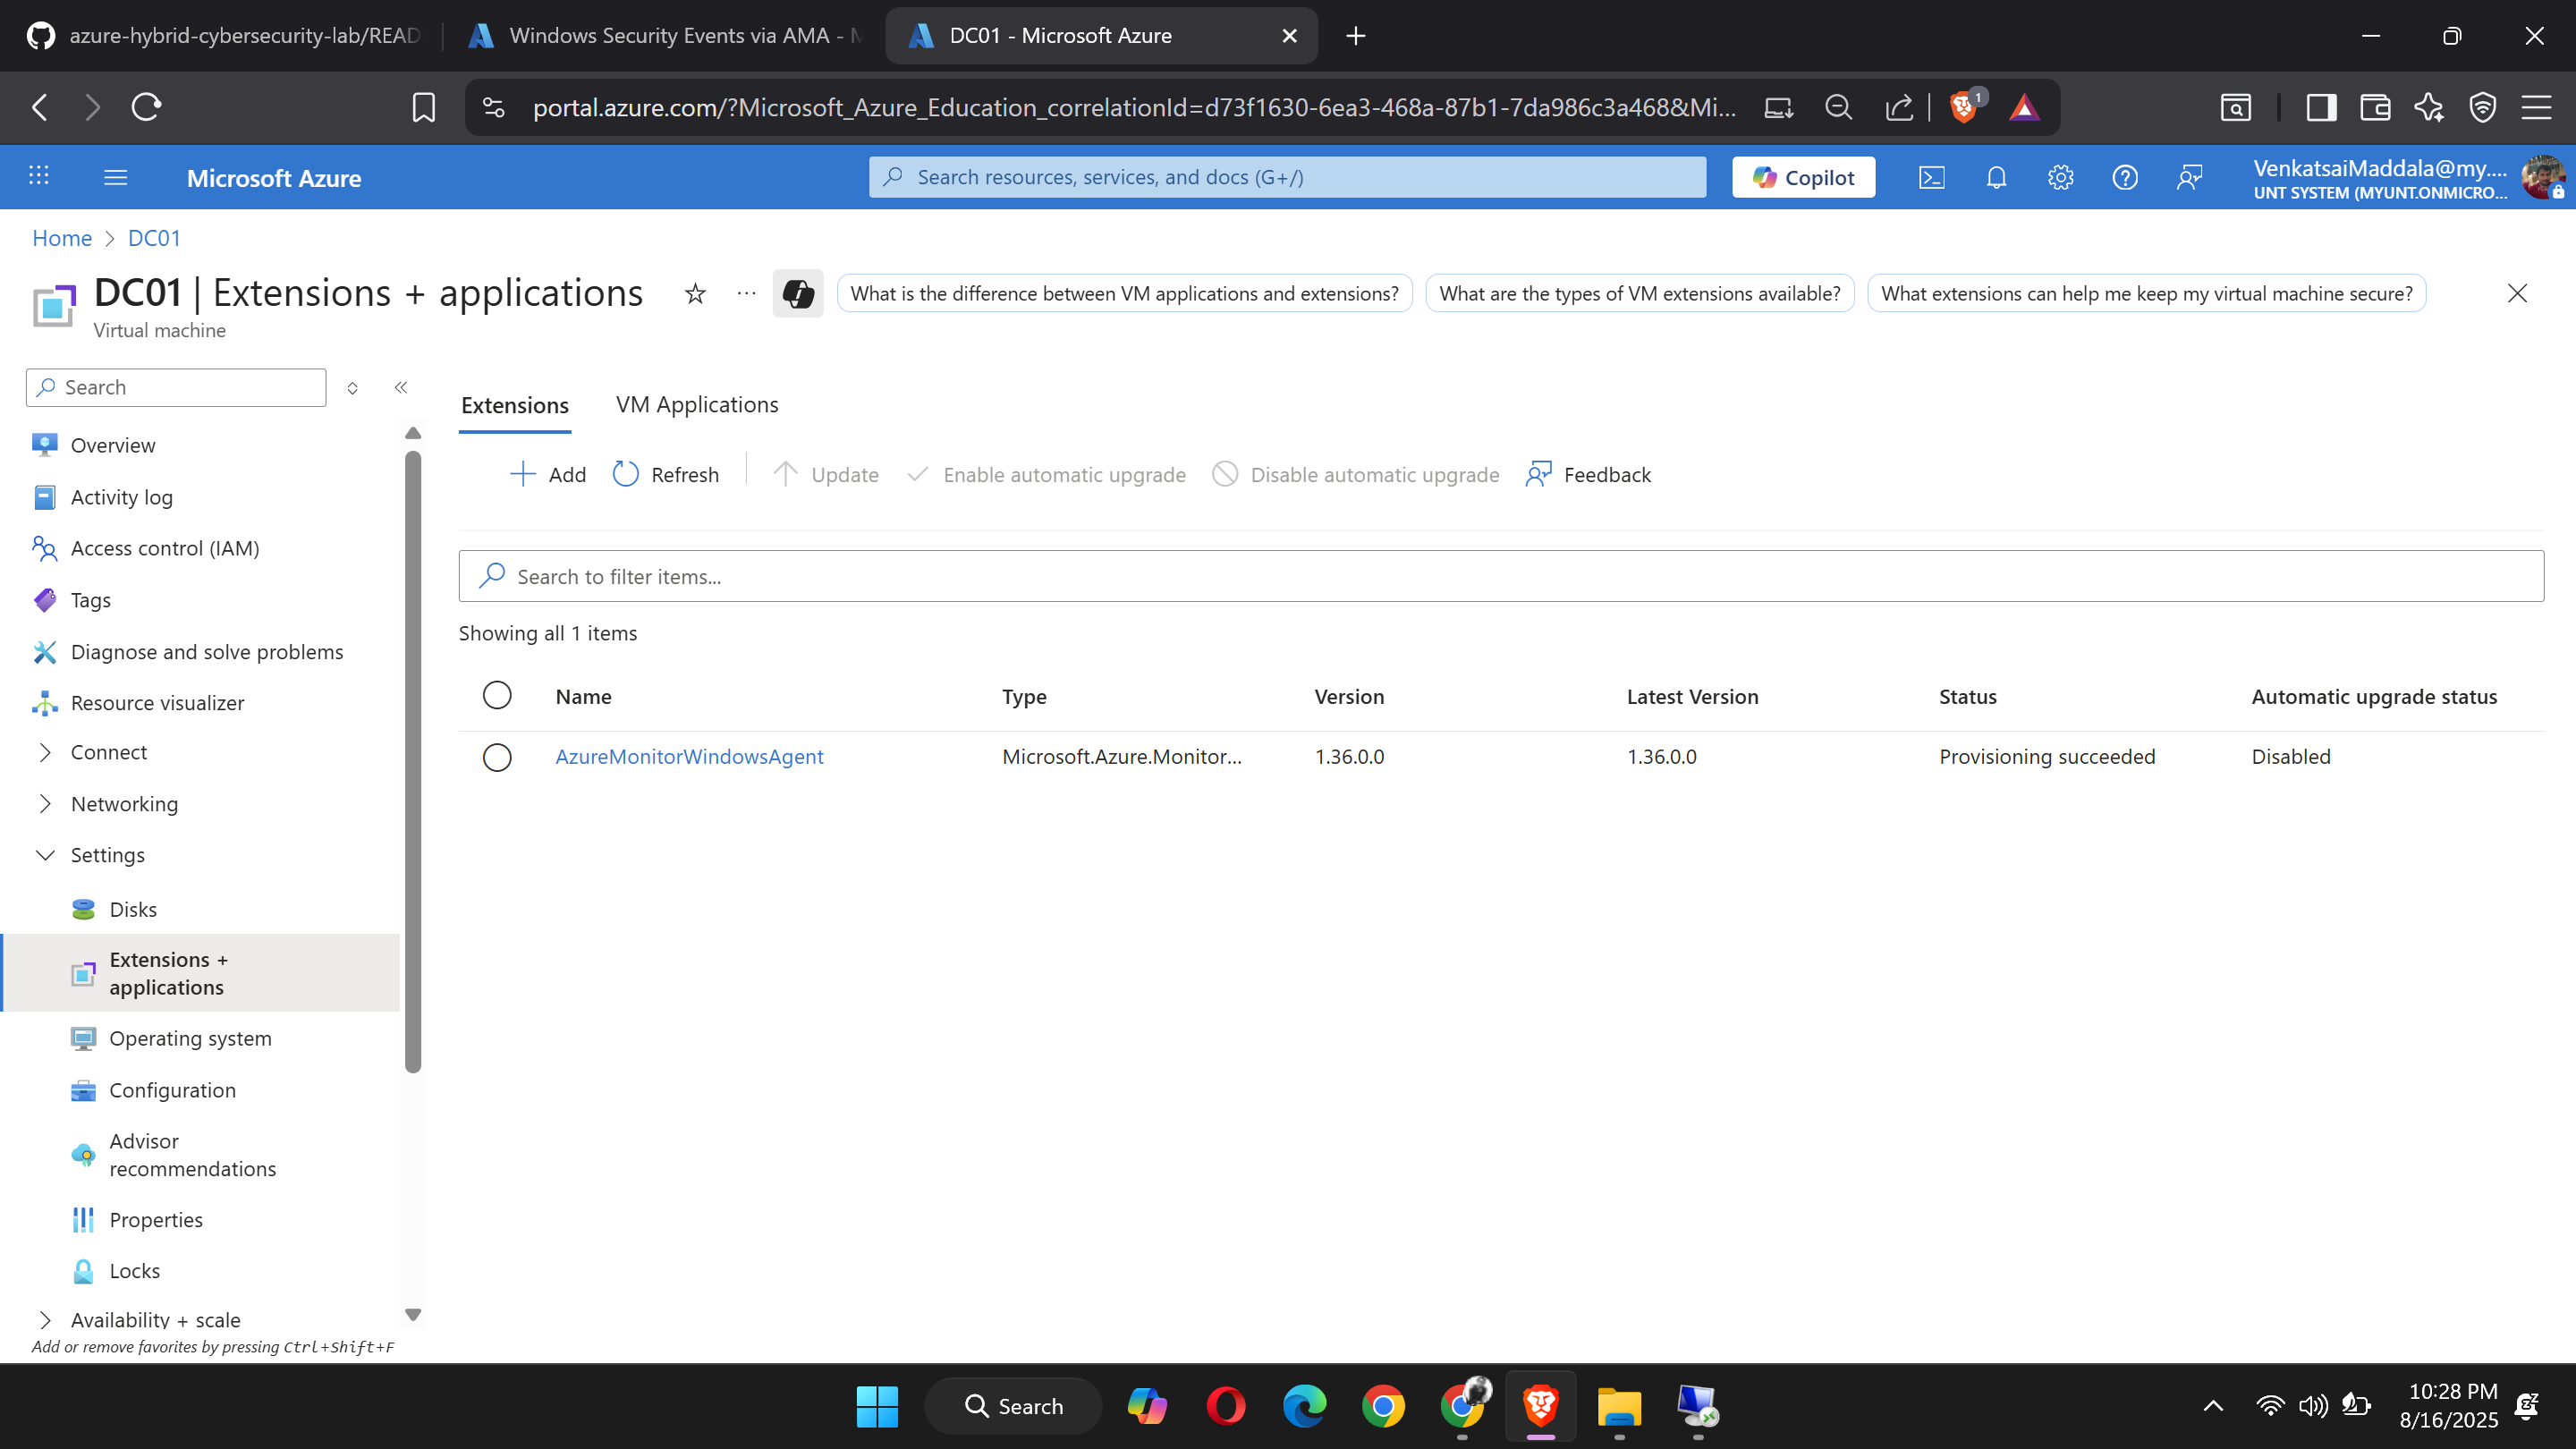 azure-hybrid-cybersecurity-lab/READ
Windows Security Events via AMA - M
DC01 - Microsoft Azure
portal.azure.com/?Microsoft_Azure_Education_correlationId=d73f1630-6ea3-468a-87b1-7da986c3a468&Mi...
1
Microsoft Azure
Search resources, services, and docs (G+/)
Copilot
VenkatsaiMaddala@my....
UNT SYSTEM (MYUNT.ONMICRO...
Home > DC01
DC01 | Extensions + applications
What is the difference between VM applications and extensions?
What are the types of VM extensions available?
What extensions can help me keep my virtual machine secure?
Virtual machine
Search
Overview
Activity log
Access control (IAM)
Tags
Diagnose and solve problems
Resource visualizer
Connect
Networking
Settings
Disks
Extensions +
applications
Operating system
Configuration
Advisor
recommendations
Properties
Locks
Availability + scale
Add or remove favorites by pressing Ctrl+Shift+F
Extensions
VM Applications
Add
Refresh
Update
Enable automatic upgrade
Disable automatic upgrade
Feedback
Search to filter items...
Showing all 1 items
Name Type Version Latest Version Status Automatic upgrade status
AzureMonitorWindowsAgent Microsoft.Azure.Monitor... 1.36.0.0 1.36.0.0 Provisioning succeeded Disabled
Search
10:28 PM
8/16/2025